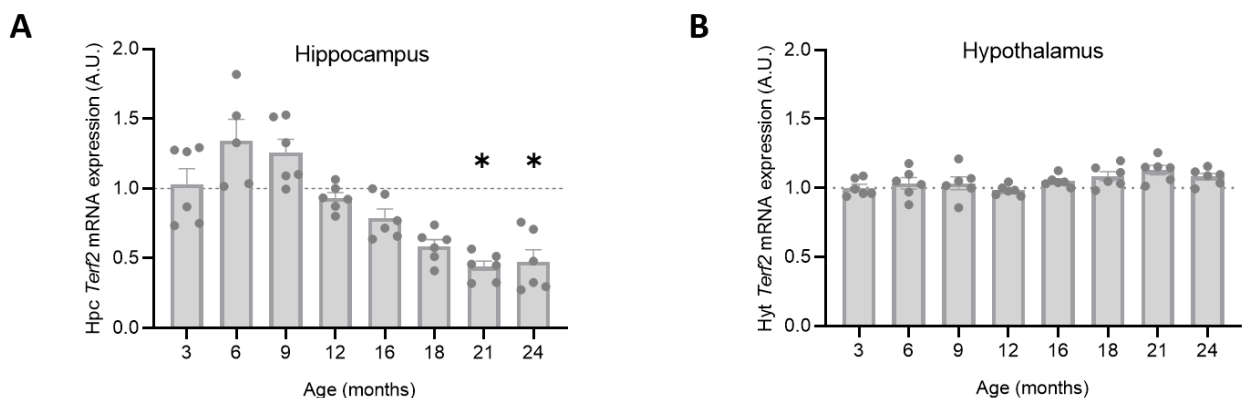 A
Hippocampus
Hpc Terf2 mRNA expression (A.U.)
2.0
1.5
1.0
0.5
0.0
* *
3 6 9 12 16 18 21 24
Age (months)
B
Hypothalamus
Hyt Terf2 mRNA expression (A.U.)
2.0
1.5
1.0
0.5
0.0
3 6 9 12 16 18 21 24
Age (months)